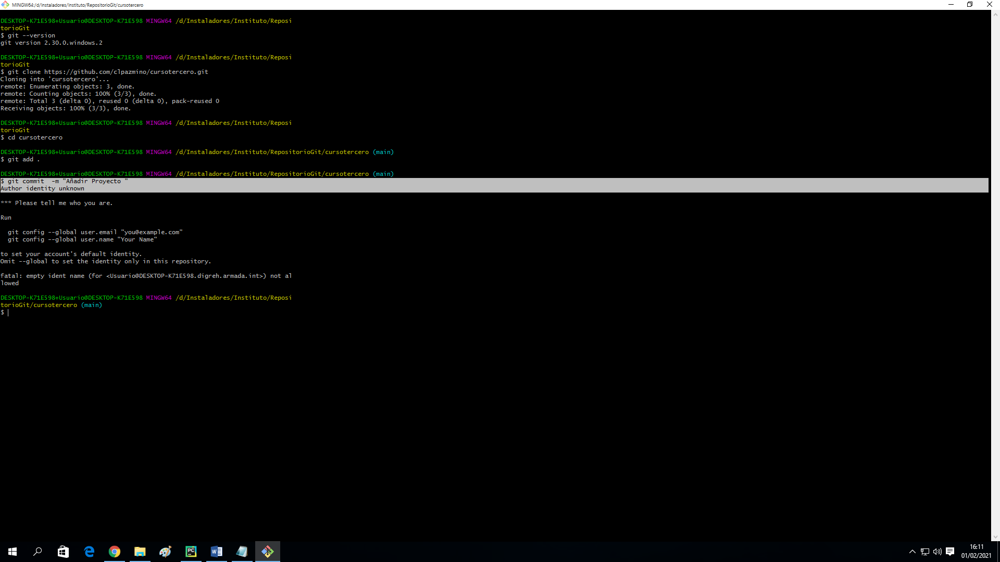 MINGW64:/d/Instaladores/Instituto/RepositorioGit/cursotercero
DESKTOP-K71E598+Usuario@DESKTOP-K71E598 MINGW64 /d/Instaladores/Instituto/Reposi
torioGit
$ git --version
git version 2.30.0.windows.2
DESKTOP-K71E598+Usuario@DESKTOP-K71E598 MINGW64 /d/Instaladores/Instituto/Reposi
torioGit
$ git clone https://github.com/clpazmino/cursotercero.git
Cloning into 'cursotercero'...
remote: Enumerating objects: 3, done.
remote: Counting objects: 100% (3/3), done.
remote: Total 3 (delta 0), reused 0 (delta 0), pack-reused 0
Receiving objects: 100% (3/3), done.
DESKTOP-K71E598+Usuario@DESKTOP-K71E598 MINGW64 /d/Instaladores/Instituto/Reposi
torioGit
$ cd cursotercero
DESKTOP-K71E598+Usuario@DESKTOP-K71E598 MINGW64 /d/Instaladores/Instituto/RepositorioGit/cursotercero (main)
$ git add .
DESKTOP-K71E598+Usuario@DESKTOP-K71E598 MINGW64 /d/Instaladores/Instituto/RepositorioGit/cursotercero (main)
$ git commit  -m "Añadir Proyecto "
Author identity unknown
*** Please tell me who you are.
Run
  git config --global user.email "you@example.com"
  git config --global user.name "Your Name"
to set your account's default identity.
Omit --global to set the identity only in this repository.
fatal: empty ident name (for <Usuario@DESKTOP-K71E598.digreh.armada.int>) not al
lowed
DESKTOP-K71E598+Usuario@DESKTOP-K71E598 MINGW64 /d/Instaladores/Instituto/Reposi
torioGit/cursotercero (main)
$
PC
W
16:11
01/02/2021